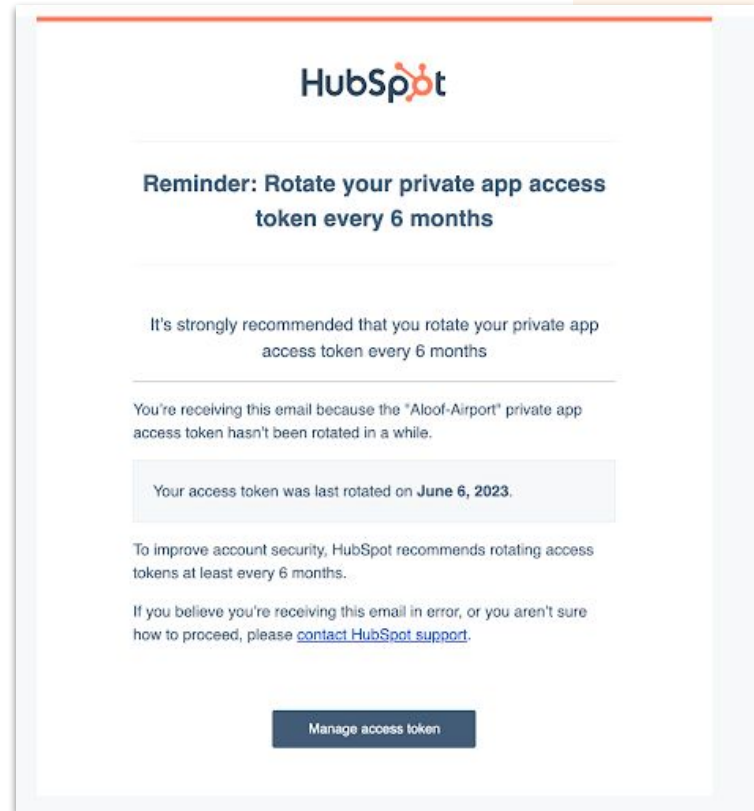 HubSpot
Reminder: Rotate your private app access
token every 6 months
It's strongly recommended that you rotate your private app
access token every 6 months
You're receiving this email because the "Aloof-Airport" private app
access token hasn't been rotated in a while.
Your access token was last rotated on June 6, 2023.
To improve account security, HubSpot recommends rotating access
tokens at least every 6 months.
If you believe you're receiving this email in error, or you aren't sure
how to proceed, please contact HubSpot support.
Manage access token